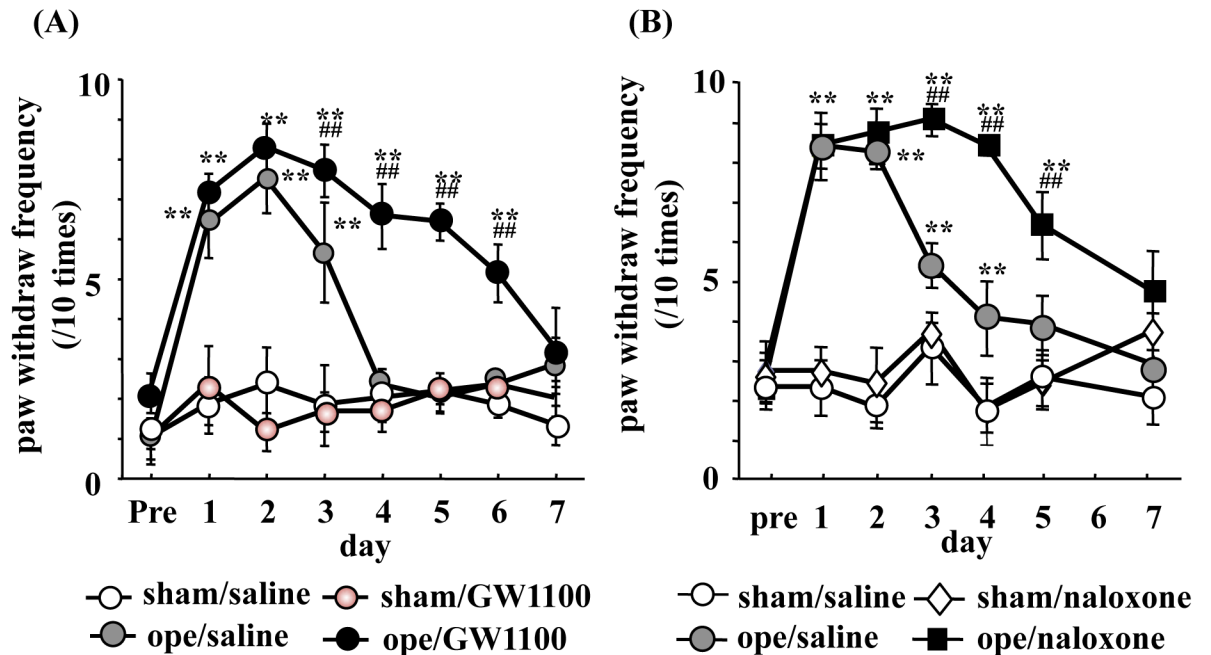 (A)
paw withdraw frequency
(/10 times)
10
5
0
**
**
**
**
**
**
##
**
##
**
##
**
##
Pre 1 2 3 4 5 6 7
day
sham/saline sham/GW1100
ope/saline ope/GW1100
(B)
paw withdraw frequency
(/10 times)
10
5
0
**
**
**
**
##
**
##
**
**
**
##
pre 1 2 3 4 5 6 7
day
sham/saline sham/naloxone
ope/saline ope/naloxone